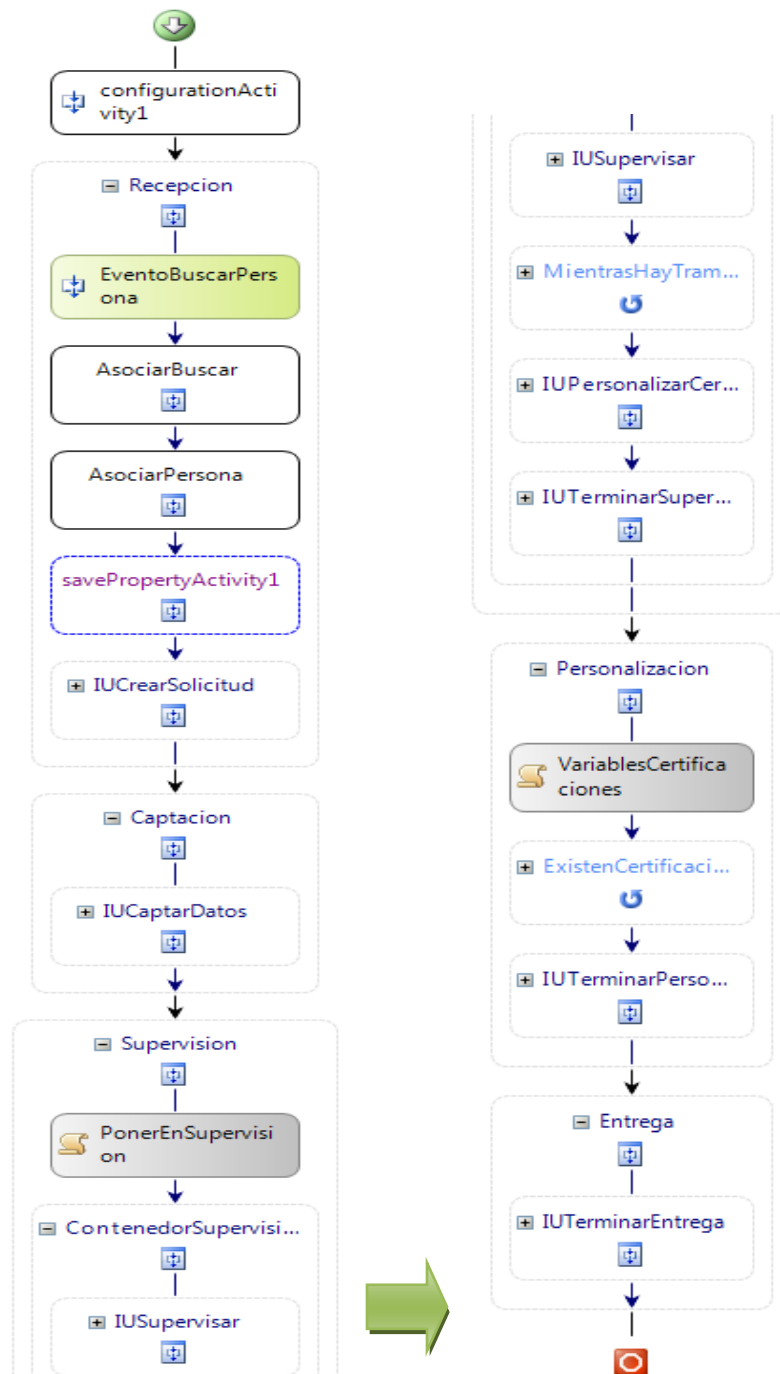 configurationActi
vity1
Recepcion
EventoBuscarPers
ona
AsociarBuscar
AsociarPersona
savePropertyActivity1
IUCrearSolicitud
Captacion
IUCaptarDatos
Supervision
PonerEnSupervisi
on
ContenedorSupervisi...
IUSupervisar
IUSupervisar
MientrasHayTram...
IUPersonalizarCer...
IUTerminarSuper...
Personalizacion
VariablesCertifica
ciones
ExistenCertificaci...
IUTerminarPerso...
Entrega
IUTerminarEntrega